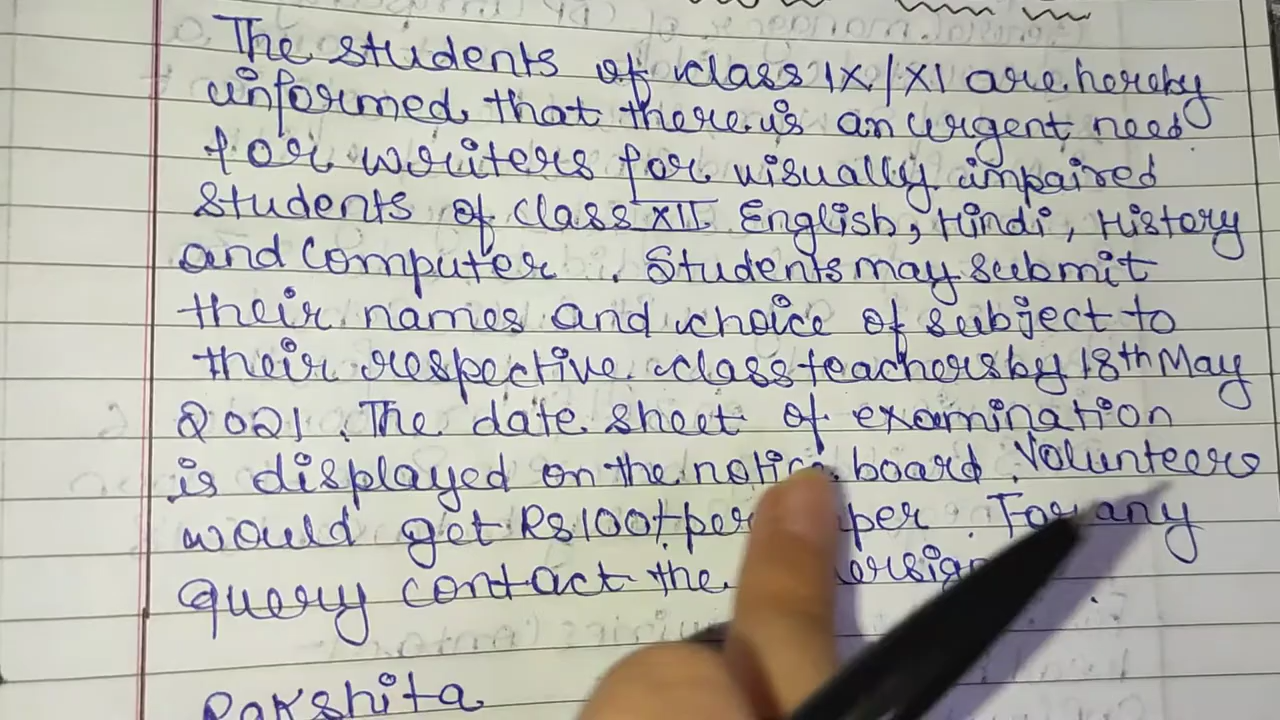 The students of class IX/XI are hereby
informed that there is an urgent need
for writers for visually impaired
students of class XII English, Hindi, History
and computer. Students may submit
their names and choice of subject to
their respective class teachers by 18th May
2021. The date sheet of examination
is displayed on the notice board. Volunteers
would get Rs 100/- per For any
query contact the
Rakshita